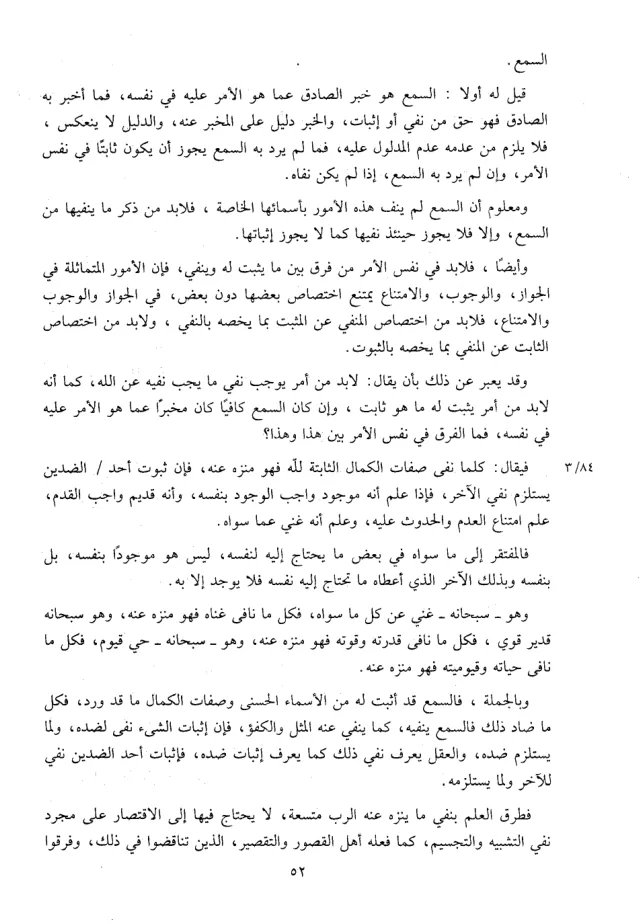 السمع.
قيل له أولا : السمع هو خبر الصادق عما هو الأمر عليه في نفسه، فما أخبر به
الصادق فهو حق من نفي أو إثبات، والخبر دليل على المخبر عنه، والدليل لا ينعكس ،
فلا يلزم من عدمه عدم المدلول عليه، فما لم يرد به السمع يجوز أن يكون ثابتًا في نفس
الأمر، وإن لم يرد به السمع، إذا لم يكن نفاه.
ومعلوم أن السمع لم ينف هذه الأمور بأسمائها الخاصة ، فلابد من ذكر ما ينفيها من
السمع، وإلا فلا يجوز حينئذ نفيها كما لا يجوز إثباتها.
وأيضًا ، فلابد في نفس الأمر من فرق بين ما يثبت له وينفي، فإن الأمور المتماثلة في
الجواز، والوجوب، والامتناع يمتنع اختصاص بعضها دون بعض، في الجواز والوجوب
والامتناع، فلابد من اختصاص المنفي عن المثبت بما يخصه بالنفي ، ولابد من اختصاص
الثابت عن المنفي بما يخصه بالثبوت.
وقد يعبر عن ذلك بأن يقال: لابد من أمر يوجب نفي ما يجب نفيه عن الله، كما أنه
لابد من أمر يثبت له ما هو ثابت ، وإن كان السمع كافيًا كان مخبرًا عما هو الأمر عليه
في نفسه، فما الفرق في نفس الأمر بين هذا وهذا؟
٣/٨٤ فيقال: كلما نفى صفات الكمال الثابتة لله فهو منزه عنه، فإن ثبوت أحد / الضدين
يستلزم نفي الآخر، فإذا علم أنه موجود واجب الوجود بنفسه، وأنه قديم واجب القدم،
علم امتناع العدم والحدوث عليه، وعلم أنه غني عما سواه.
فالمفتقر إلى ما سواه في بعض ما يحتاج إليه لنفسه، ليس هو موجودًا بنفسه، بل
بنفسه وبذلك الآخر الذي أعطاه ما تحتاج إليه نفسه فلا يوجد إلا به.
وهو ـ سبحانه ـ غني عن كل ما سواه، فكل ما نافى غناه فهو منزه عنه، وهو سبحانه
قدير قوي ، فكل ما نافى قدرته وقوته فهو منزه عنه، وهو ـ سبحانه ـ حي قيوم، فكل ما
نافى حياته وقيوميته فهو منزه عنه.
وبالجملة ، فالسمع قد أثبت له من الأسماء الحسنى وصفات الكمال ما قد ورد، فكل
ما ضاد ذلك فالسمع ينفيه، كما ينفي عنه المثل والكفؤ، فإن إثبات الشىء نفى لضده، ولما
يستلزم ضده، والعقل يعرف نفي ذلك كما يعرف إثبات ضده، فإثبات أحد الضدين نفي
للآخر ولما يستلزمه.
فطرق العلم بنفي ما ينزه عنه الرب متسعة، لا يحتاج فيها إلى الاقتصار على مجرد
نفي التشبيه والتجسيم، كما فعله أهل القصور والتقصير، الذين تناقضوا في ذلك، وفرقوا
٥٢